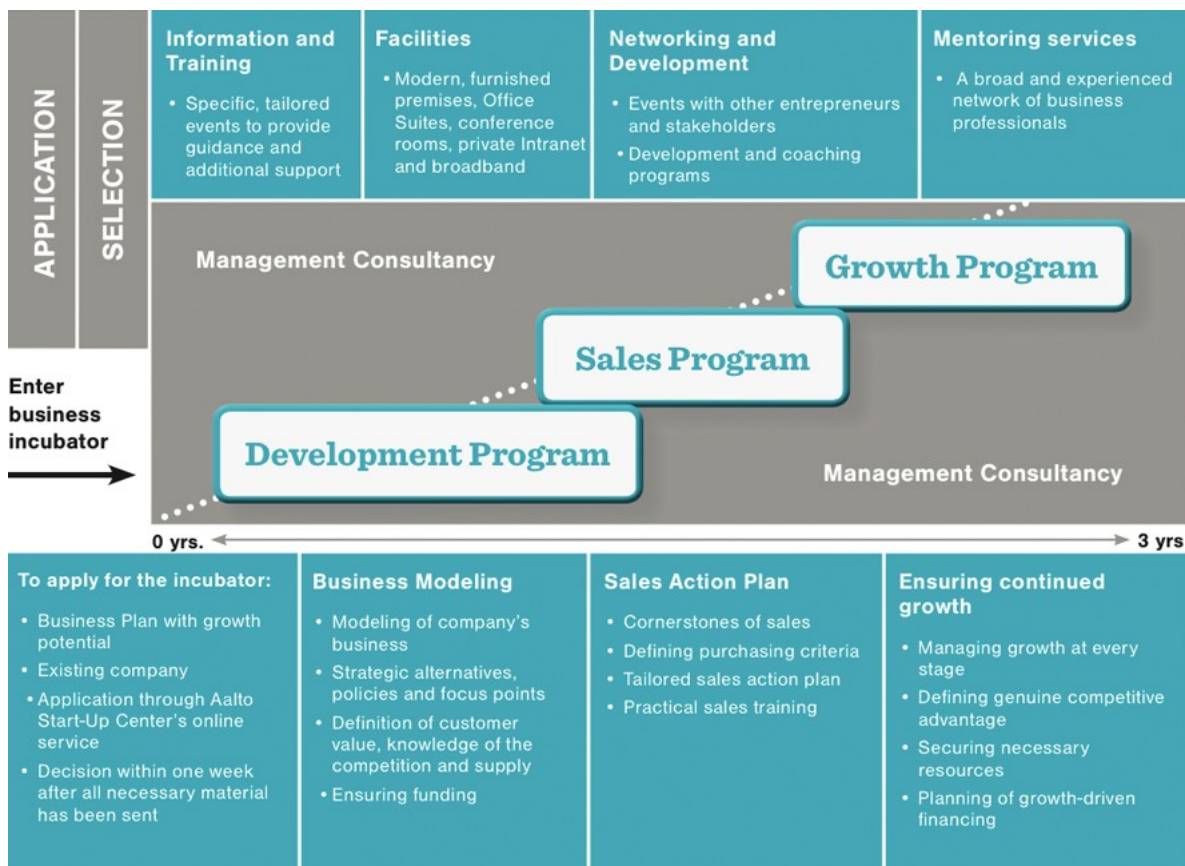 APPLICATION
SELECTION
Information and
Training
• Specific, tailored
events to provide
guidance and
additional support
Facilities
• Modern, furnished
premises, Office
Suites, conference
rooms, private Intranet
and broadband
Networking and
Development
• Events with other entrepreneurs
and stakeholders
• Development and coaching
programs
Mentoring services
• A broad and experienced
network of business
professionals
Management Consultancy
Growth Program
Sales Program
Development Program
Management Consultancy
Enter
business
incubator
0 yrs.
3 yrs
To apply for the incubator:
• Business Plan with growth
potential
• Existing company
• Application through Aalto
Start-Up Center's online
service
• Decision within one week
after all necessary material
has been sent
Business Modeling
• Modeling of company's
business
• Strategic alternatives,
policies and focus points
• Definition of customer
value, knowledge of the
competition and supply
• Ensuring funding
Sales Action Plan
• Cornerstones of sales
• Defining purchasing criteria
• Tailored sales action plan
• Practical sales training
Ensuring continued
growth
• Managing growth at every
stage
• Defining genuine competitive
advantage
• Securing necessary
resources
• Planning of growth-driven
financing